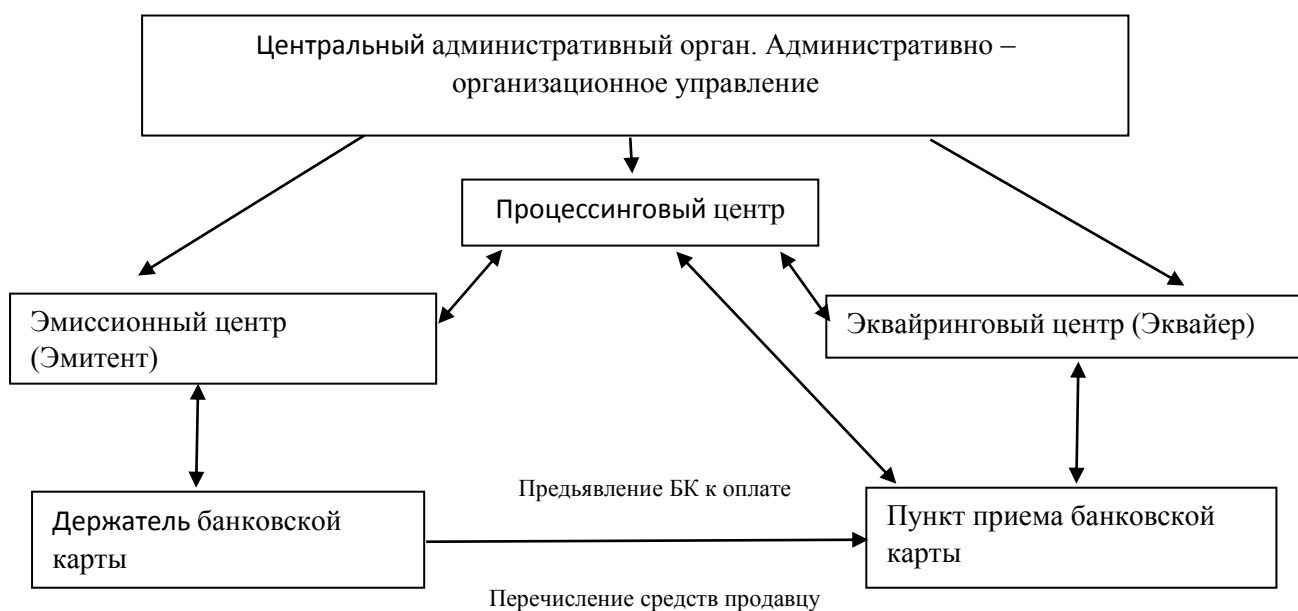 Центральный административный орган. Административно –
организационное управление
Процессинговый центр
Эмиссионный центр
(Эмитент)
Эквайринговый центр (Эквайер)
Держатель банковской
карты
Предьявление БК к оплате
Пункт приема банковской
карты
Перечисление средств продавцу